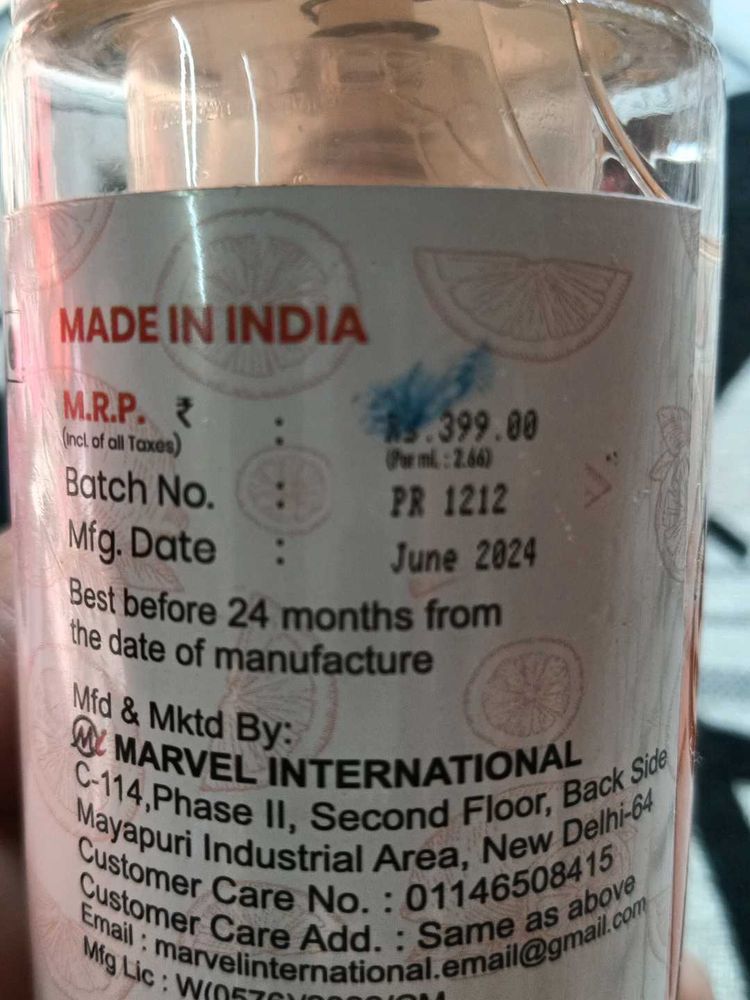 MADE IN INDIA
M.R.P. ₹ : Rs.399.00
(Incl. of all Taxes) (Per ml. : 2.66)
Batch No. : PR 1212
Mfg. Date : June 2024
Best before 24 months from
the date of manufacture
Mfd & Mktd By:
MARVEL INTERNATIONAL
C-114,Phase II, Second Floor, Back Side
Mayapuri Industrial Area, New Delhi-64
Customer Care No. : 01146508415
Customer Care Add. : Same as above
Email : marvelinternational.email@gmail.com
Mfg Lic :